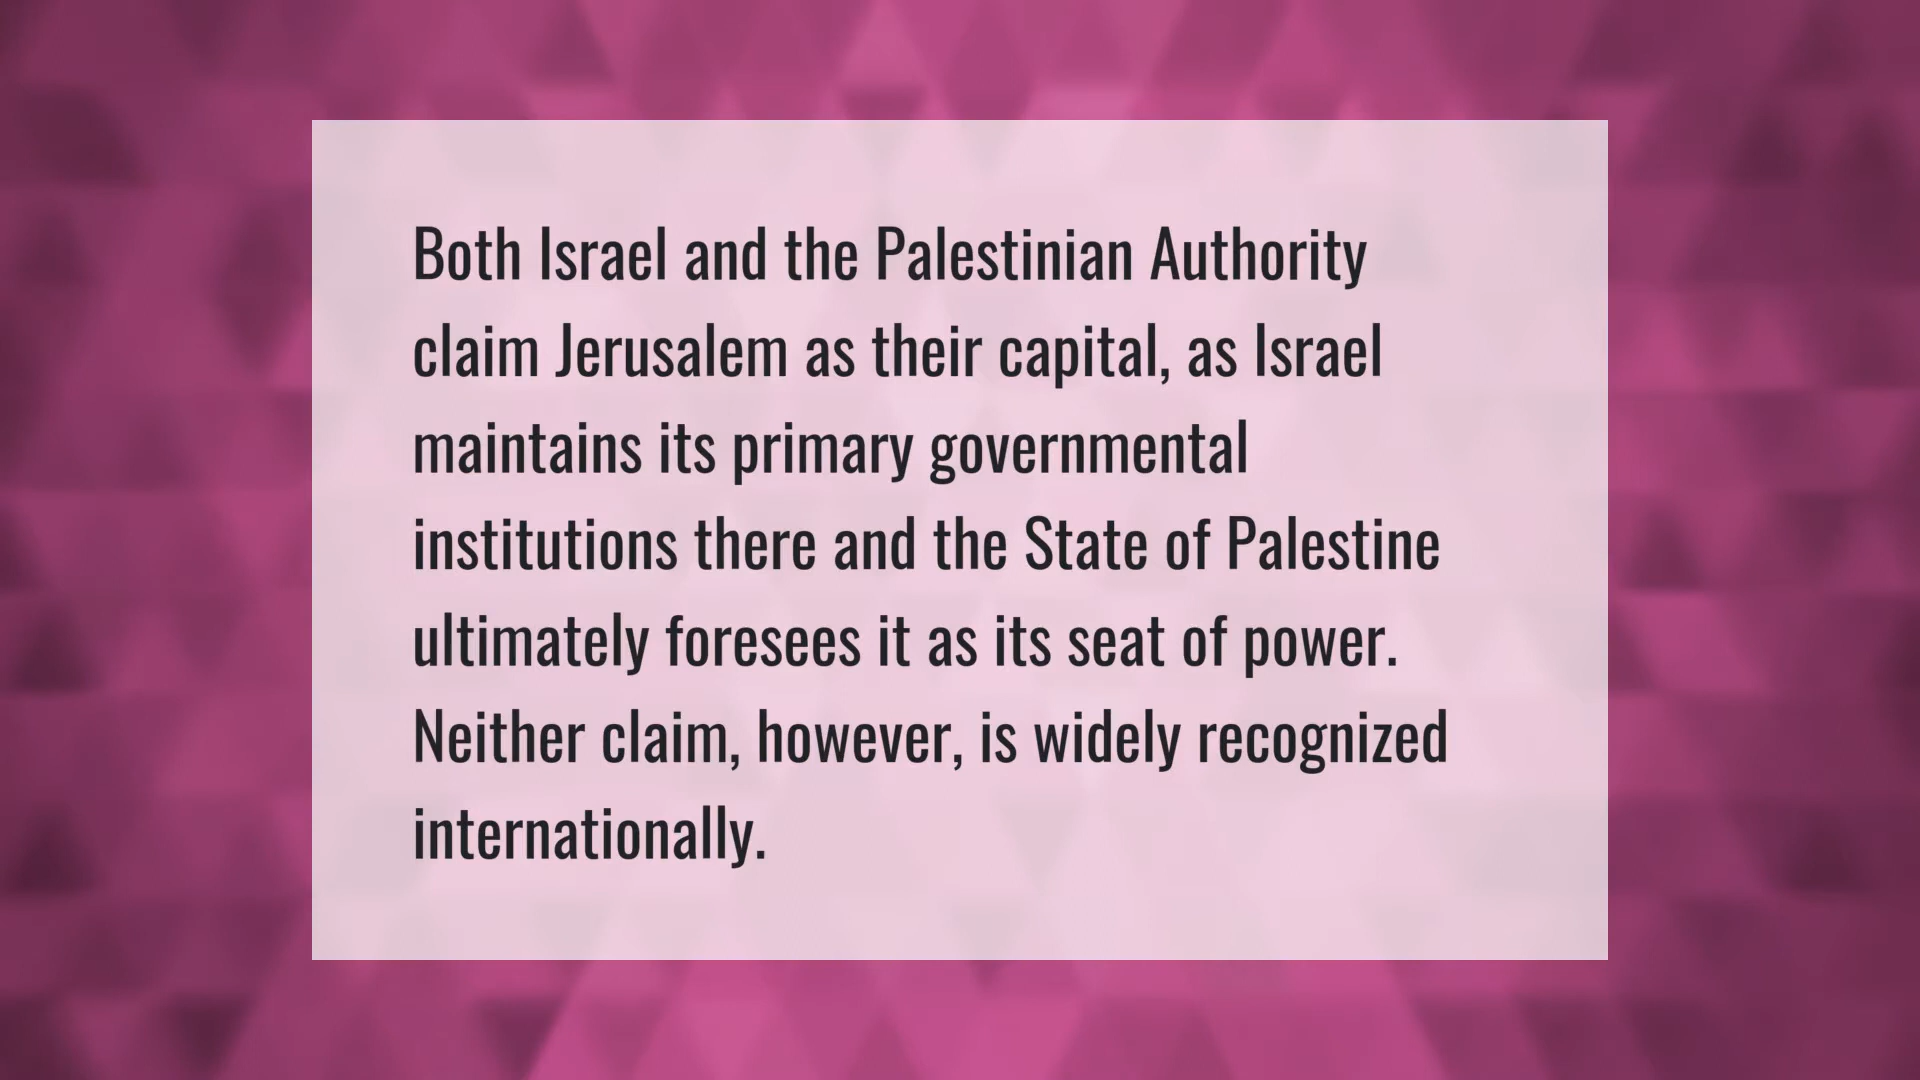 Both Israel and the Palestinian Authority
claim Jerusalem as their capital, as Israel
maintains its primary governmental
institutions there and the State of Palestine
ultimately foresees it as its seat of power.
Neither claim, however, is widely recognized
internationally.